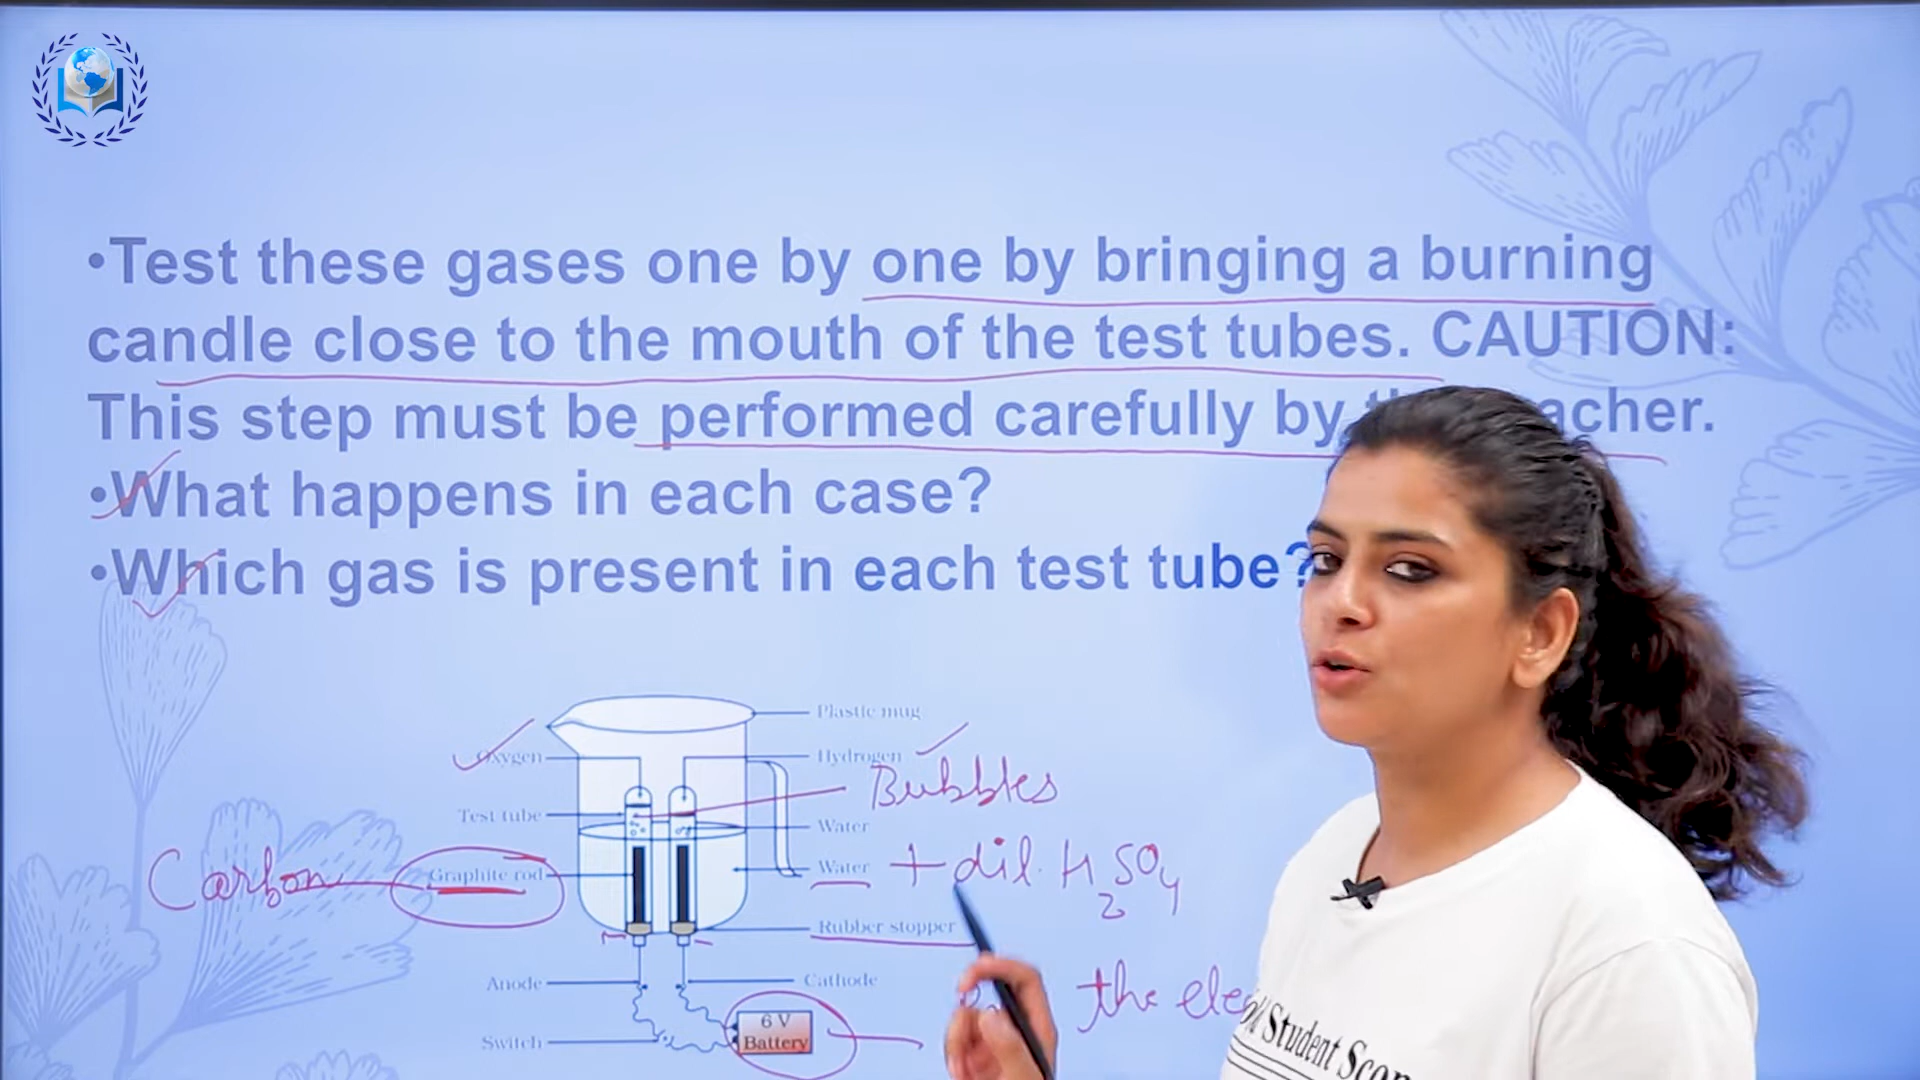 •Test these gases one by one by bringing a burning
candle close to the mouth of the test tubes. CAUTION:
This step must be performed carefully by
•What happens in each case?
•Which gas is present in each test tube?
Plastic mug
Oxygen
Hydrogen
Bubbles
Test tube
Water
Carbon
Graphite rod
Water + dil. H2SO4
Rubber stopper
Anode
Cathode
the
6 V
Battery
Switch
Student